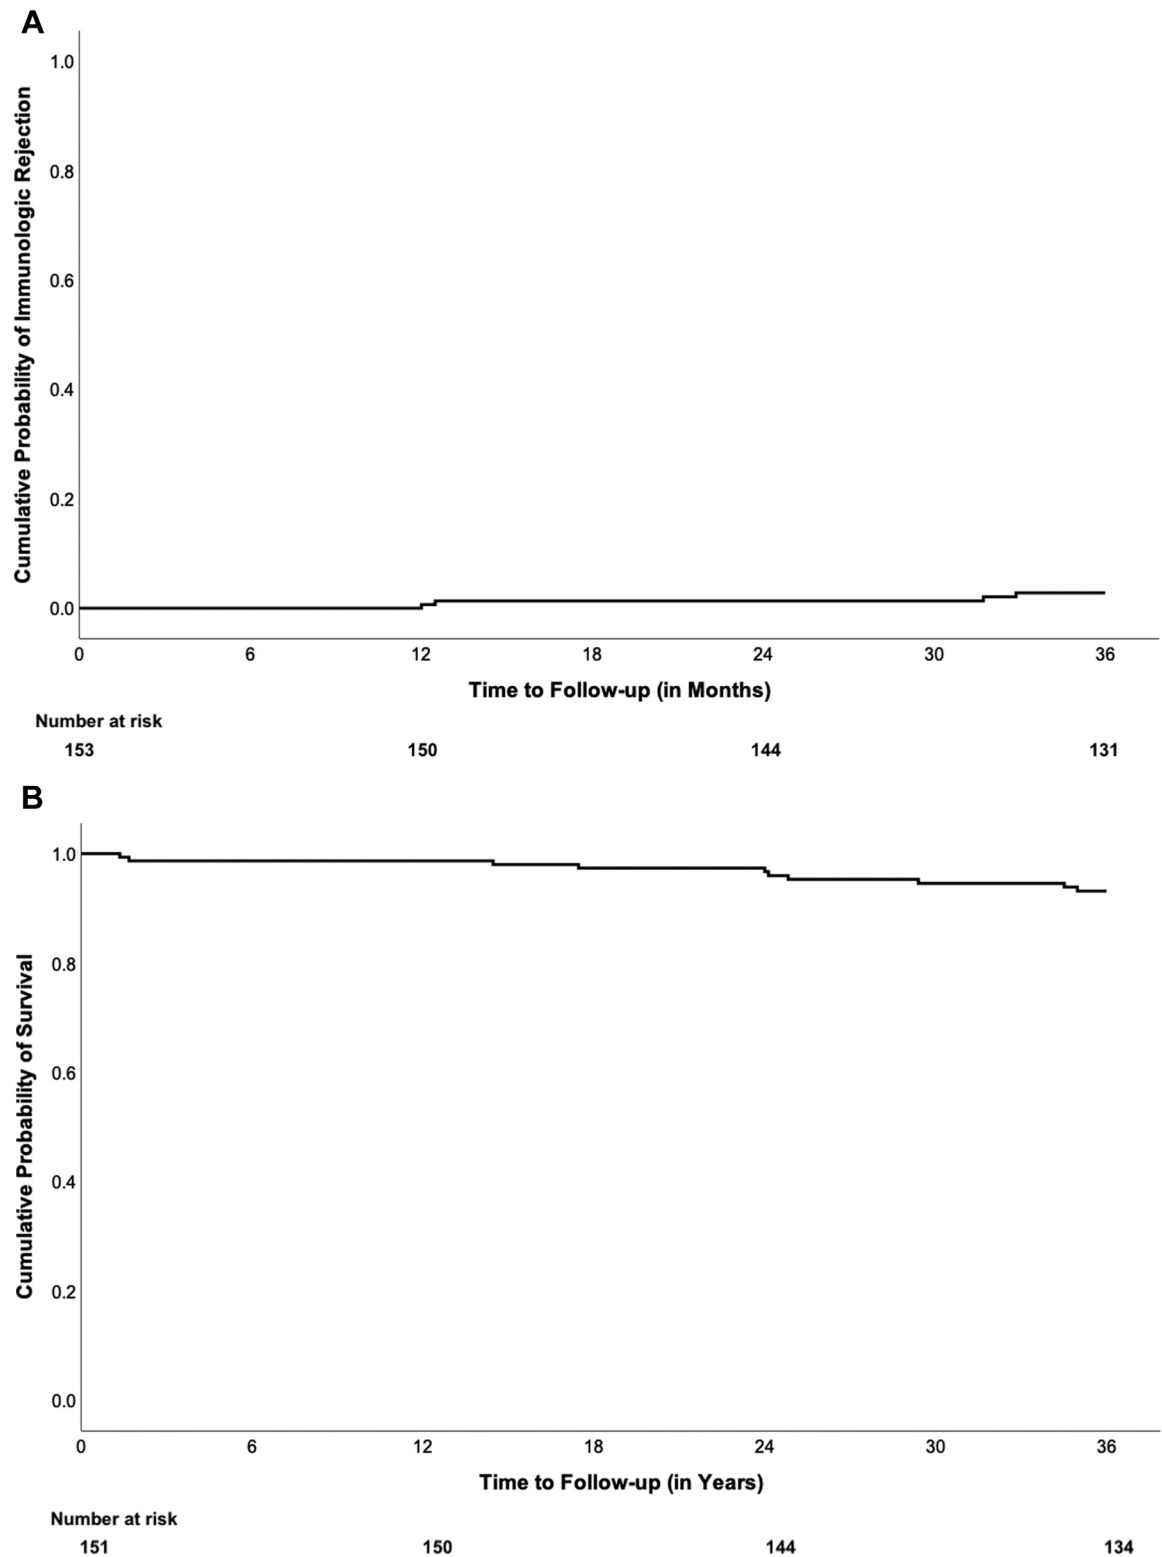 A
Cumulative Probability of Immunologic Rejection
1.0
0.8
0.6
0.4
0.2
0.0
0 6 12 18 24 30 36
Time to Follow-up (in Months)
Number at risk
153 150 144 131
B
Cumulative Probability of Survival
1.0
0.8
0.6
0.4
0.2
0.0
0 6 12 18 24 30 36
Time to Follow-up (in Years)
Number at risk
151 150 144 134